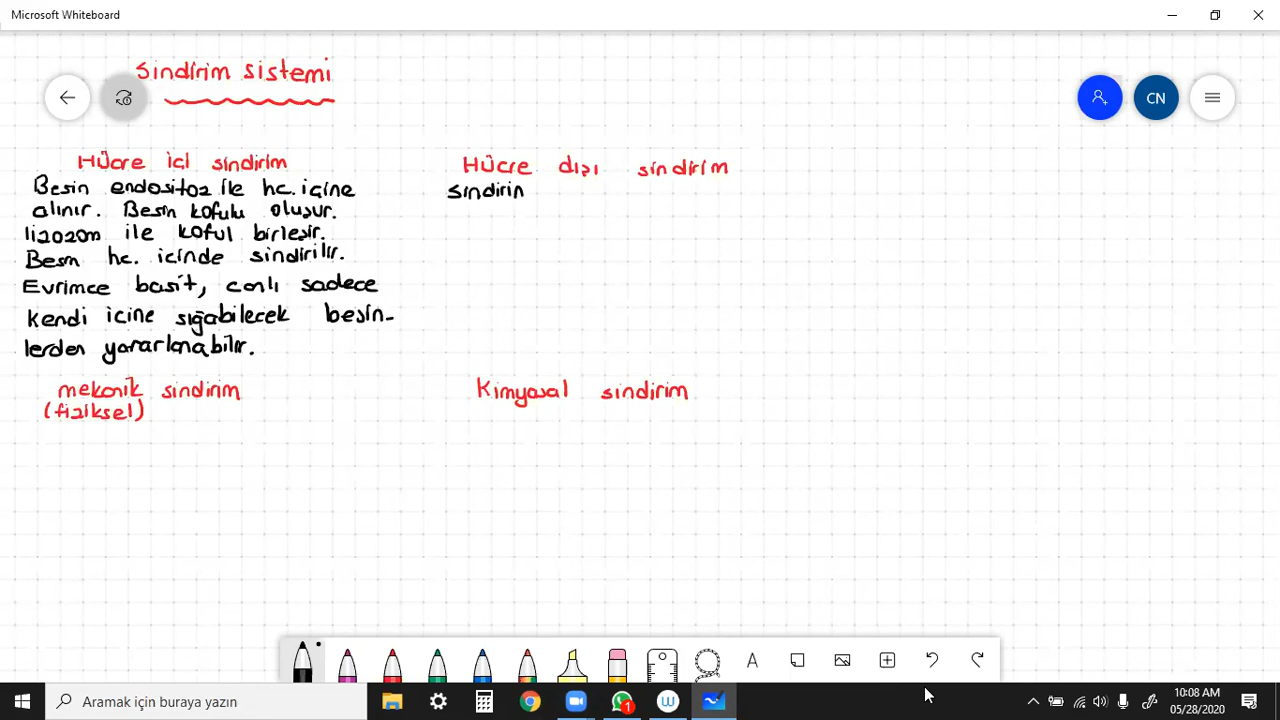 Microsoft Whiteboard
Sindirim sistemi
CN
Hücre içi sindirim
Besin endositoz ile hc. içine
alınır. Besin kofulu oluşur.
lizozom ile koful birleşir.
Besin hc. içinde sindirilir.
Evrimce basit, canlı sadece
kendi içine sığabilecek besin-
lerden yararlanabilir.
Hücre dışı sindirim
sindirin
mekanik sindirim
(fiziksel)
Kimyasal sindirim
A
Aramak için buraya yazın
1
W
10:08 AM
05/28/2020